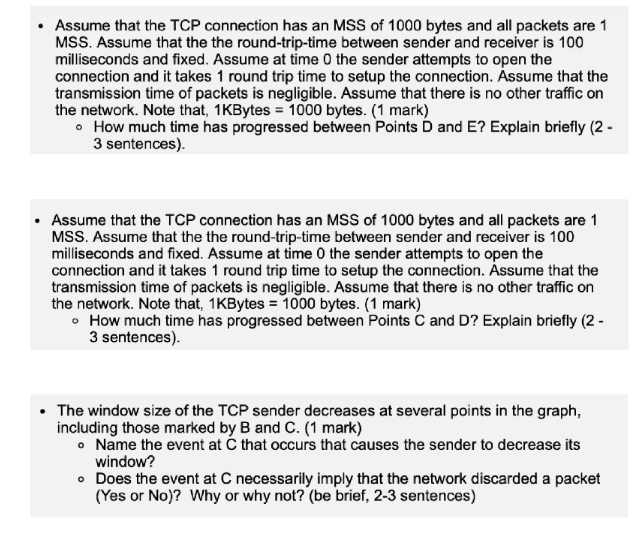 • Assume that the TCP connection has an MSS of 1000 bytes and all packets are 1
MSS. Assume that the the round-trip-time between sender and receiver is 100
milliseconds and fixed. Assume at time 0 the sender attempts to open the
connection and it takes 1 round trip time to setup the connection. Assume that the
transmission time of packets is negligible. Assume that there is no other traffic on
the network. Note that, 1KBytes = 1000 bytes. (1 mark)
◦ How much time has progressed between Points D and E? Explain briefly (2 -
3 sentences).
• Assume that the TCP connection has an MSS of 1000 bytes and all packets are 1
MSS. Assume that the the round-trip-time between sender and receiver is 100
milliseconds and fixed. Assume at time 0 the sender attempts to open the
connection and it takes 1 round trip time to setup the connection. Assume that the
transmission time of packets is negligible. Assume that there is no other traffic on
the network. Note that, 1KBytes = 1000 bytes. (1 mark)
◦ How much time has progressed between Points C and D? Explain briefly (2 -
3 sentences).
• The window size of the TCP sender decreases at several points in the graph,
including those marked by B and C. (1 mark)
◦ Name the event at C that occurs that causes the sender to decrease its
window?
◦ Does the event at C necessarily imply that the network discarded a packet
(Yes or No)? Why or why not? (be brief, 2-3 sentences)